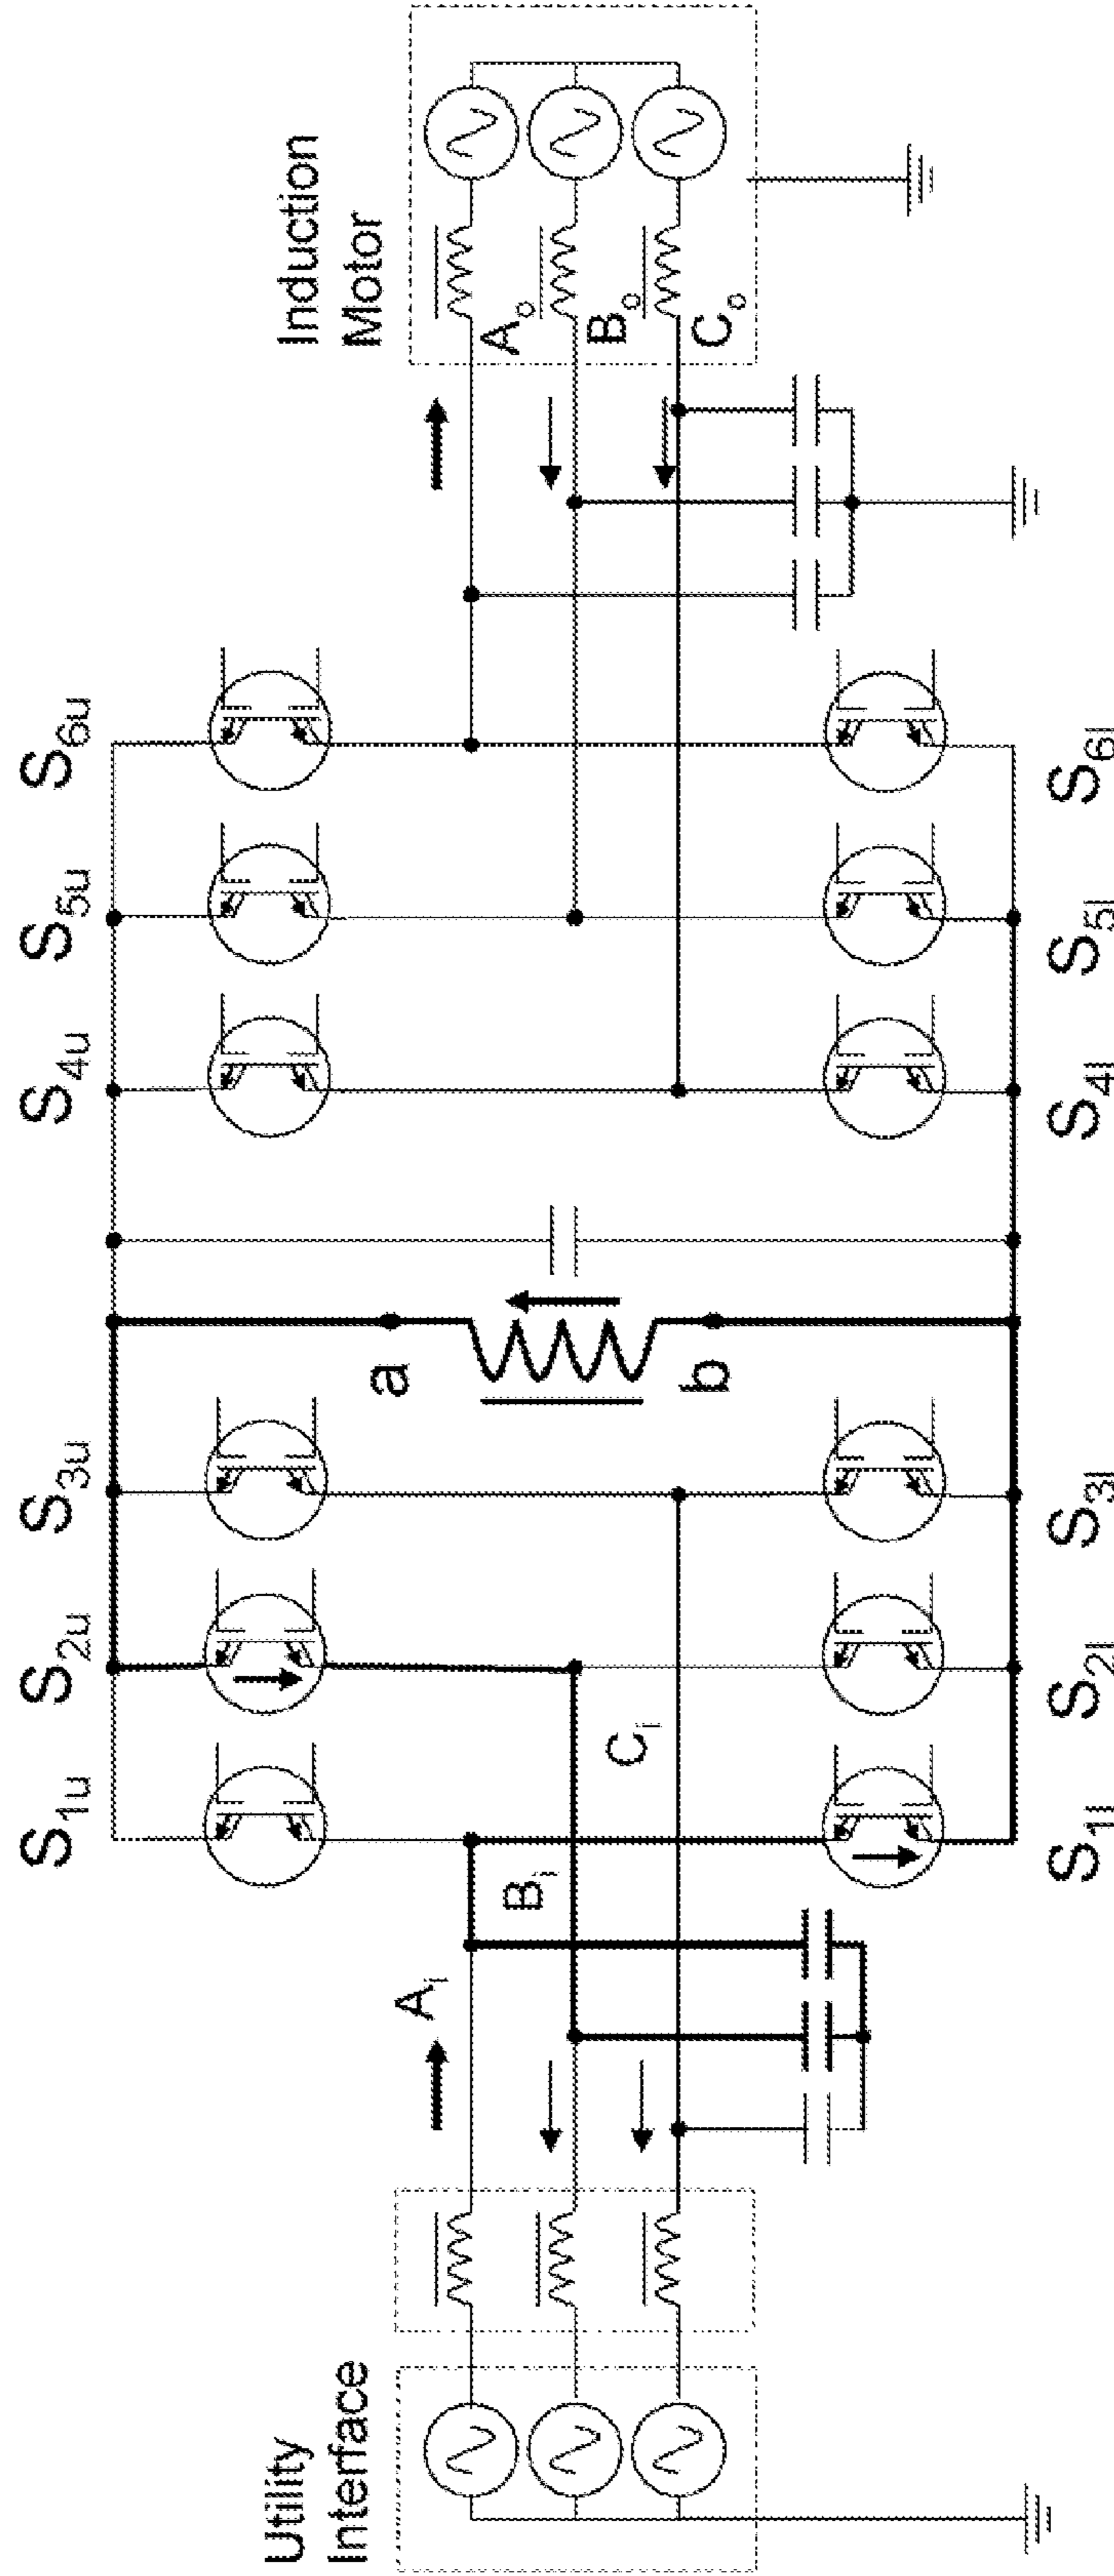 Utility
Interface
Induction
Motor
S1u
S2u
S3u
S4u
S5u
S6u
Ai
Bi
Ci
a
b
Ao
Bo
Co
S1l
S2l
S3l
S4l
S5l
S6l